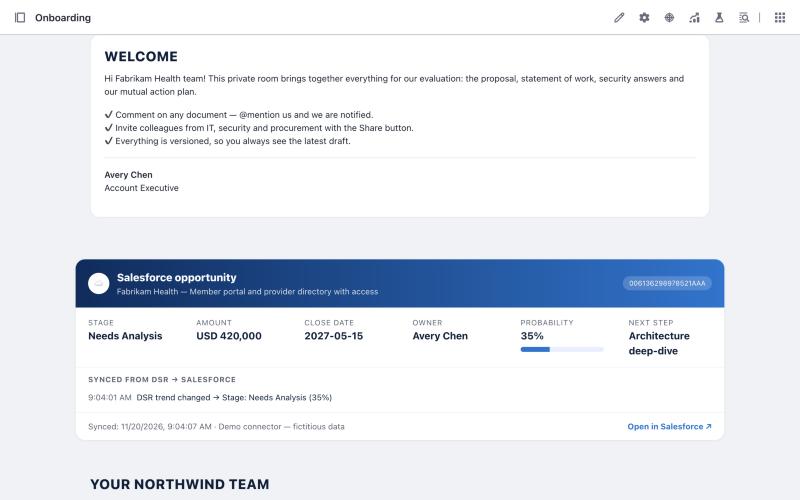 Onboarding
WELCOME
Hi Fabrikam Health team! This private room brings together everything for our evaluation: the proposal, statement of work, security answers and
our mutual action plan.
✓ Comment on any document — @mention us and we are notified.
✓ Invite colleagues from IT, security and procurement with the Share button.
✓ Everything is versioned, so you always see the latest draft.
Avery Chen
Account Executive
Salesforce opportunity
Fabrikam Health — Member portal and provider directory with access
006136298978521AAA
STAGE AMOUNT CLOSE DATE OWNER PROBABILITY NEXT STEP
Needs Analysis USD 420,000 2027-05-15 Avery Chen 35% Architecture
deep-dive
SYNCED FROM DSR → SALESFORCE
9:04:01 AM DSR trend changed → Stage: Needs Analysis (35%)
Synced: 11/20/2026, 9:04:07 AM · Demo connector — fictitious data
Open in Salesforce ↗
YOUR NORTHWIND TEAM